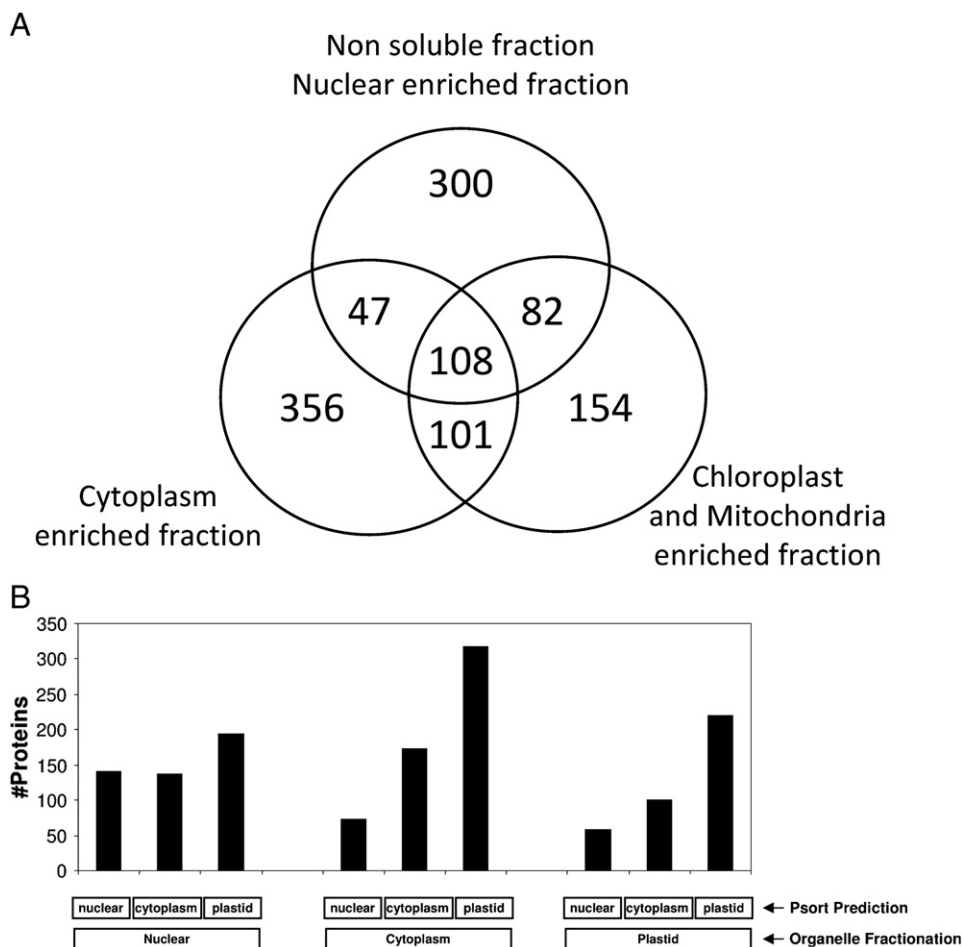 A
Non soluble fraction
Nuclear enriched fraction
300
47
82
108
356
154
101
Cytoplasm
enriched fraction
Chloroplast
and Mitochondria
enriched fraction
B
#Proteins
350
300
250
200
150
100
50
0
nuclear cytoplasm plastid nuclear cytoplasm plastid nuclear cytoplasm plastid ← Psort Prediction
Nuclear Cytoplasm Plastid ← Organelle Fractionation